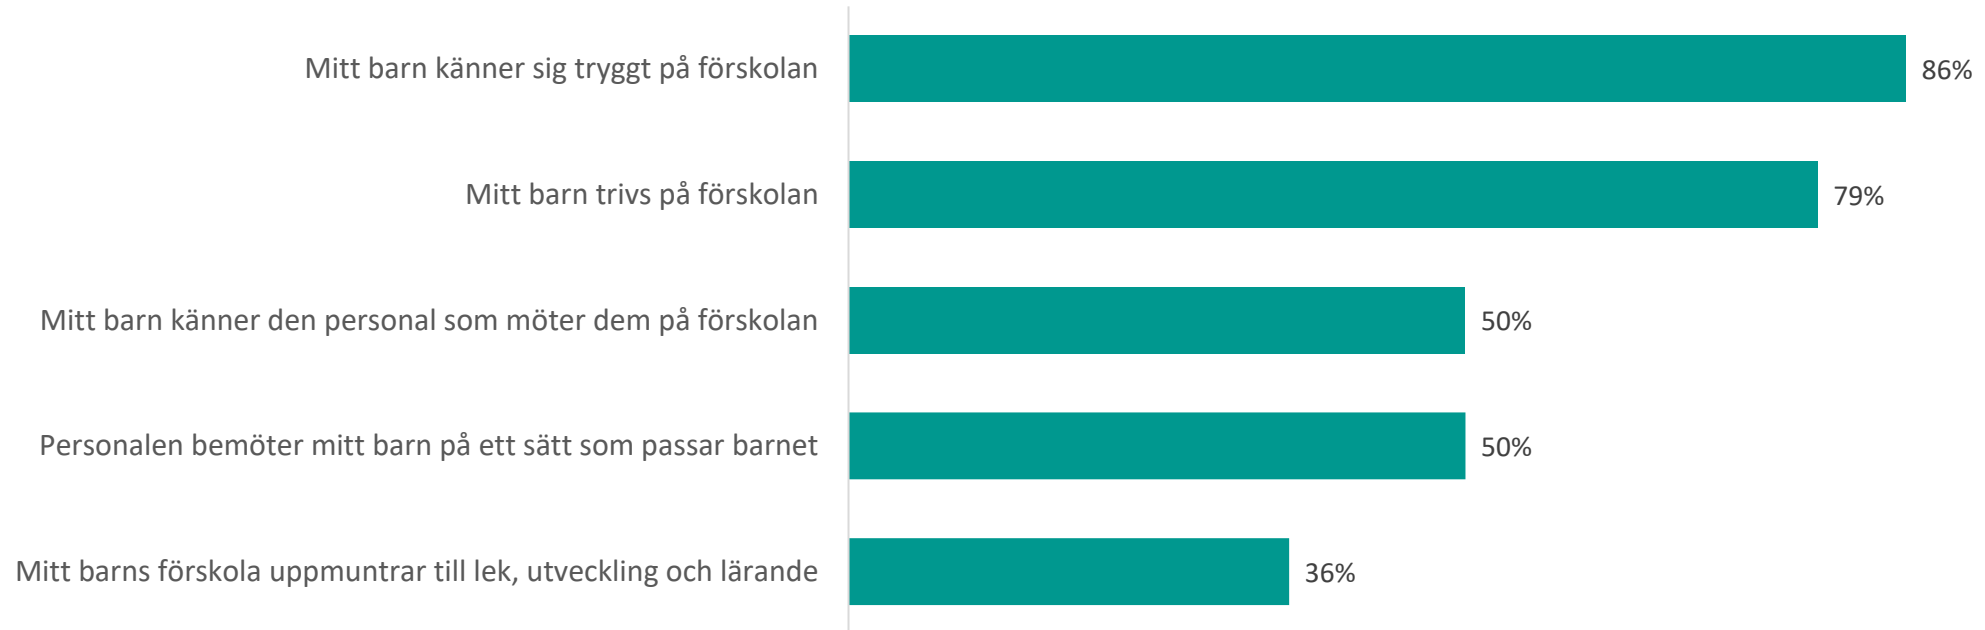 Mitt barn känner sig tryggt på förskolan 86%
Mitt barn trivs på förskolan 79%
Mitt barn känner den personal som möter dem på förskolan 50%
Personalen bemöter mitt barn på ett sätt som passar barnet 50%
Mitt barns förskola uppmuntrar till lek, utveckling och lärande 36%